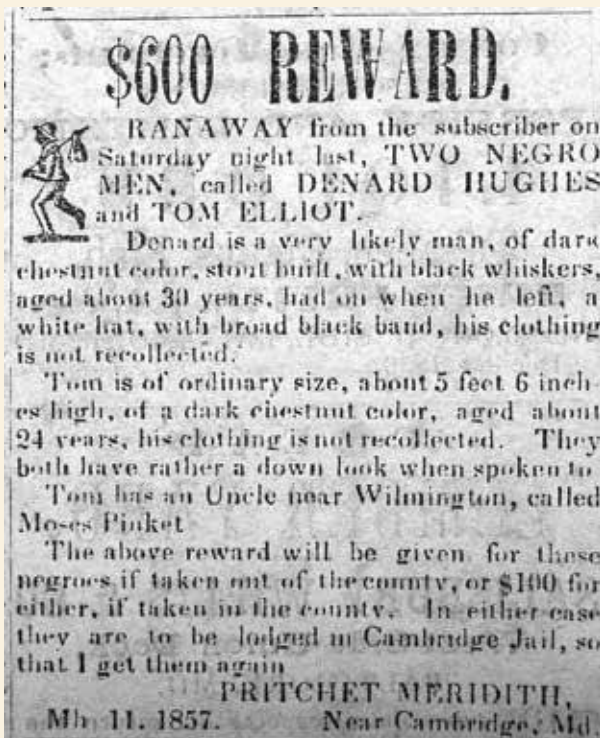 $600 REWARD.
RANAWAY from the subscriber on
Saturday night last, TWO NEGRO
MEN, called DENARD HUGHES
and TOM ELLIOT.
Denard is a very likely man, of dark
chestnut color, stout built, with black whiskers,
aged about 30 years, had on when he left, a
white hat, with broad black band, his clothing
is not recollected.
Tom is of ordinary size, about 5 feet 6 inch
es high, of a dark chestnut color, aged about
24 years, his clothing is not recollected. They
both have rather a down look when spoken to
Tom has an Uncle near Wilmington, called
Moses Pinket
The above reward will be given for these
negroes if taken out of the county, or $100 for
either, if taken in the county. In either case
they are to be lodged in Cambridge Jail, so
that I get them again
PRITCHET MERIDITH,
Mh 11. 1857. Near Cambridge, Md.